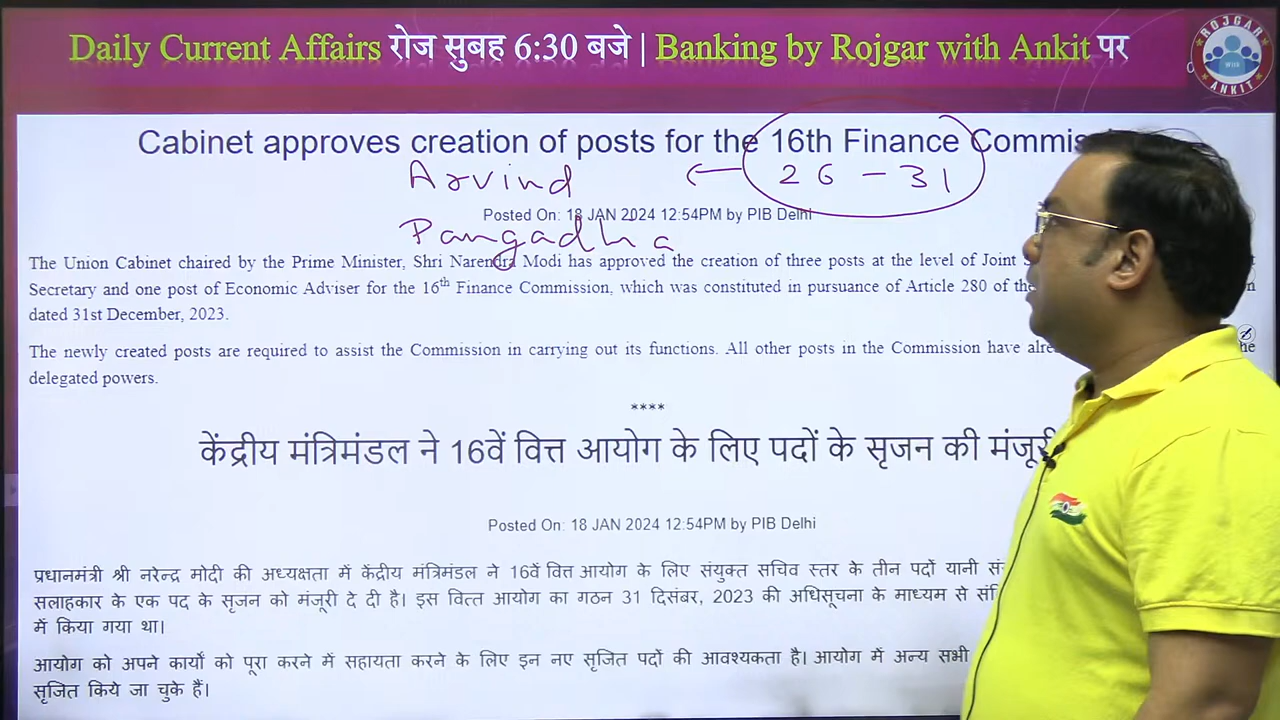 Daily Current Affairs रोज सुबह 6:30 बजे | Banking by Rojgar with Ankit पर
ROJGAR
WITH
ANKIT
Cabinet approves creation of posts for the 16th Finance
Arvind ← 26 - 31
Posted On: 18 JAN 2024 12:54PM by PIB Delhi
Pangadha
The Union Cabinet chaired by the Prime Minister, Shri Narendra Modi has approved the creation of three posts at the level of Joint
Secretary and one post of Economic Adviser for the 16th Finance Commission, which was constituted in pursuance of Article 280 of the
dated 31st December, 2023.
The newly created posts are required to assist the Commission in carrying out its functions. All other posts in the Commission have
delegated powers.
****
केंद्रीय मंत्रिमंडल ने 16वें वित्त आयोग के लिए पदों के सृजन की
Posted On: 18 JAN 2024 12:54PM by PIB Delhi
प्रधानमंत्री श्री नरेन्द्र मोदी की अध्यक्षता में केंद्रीय मंत्रिमंडल ने 16वें वित्त आयोग के लिए संयुक्त सचिव स्तर के तीन पदों यानी
सलाहकार के एक पद के सृजन को मंजूरी दे दी है। इस वित्त आयोग का गठन 31 दिसंबर, 2023 की अधिसूचना के माध्यम से
में किया गया था।
आयोग को अपने कार्यों को पूरा करने में सहायता करने के लिए इन नए सृजित पदों की आवश्यकता है। आयोग में अन्य सभी
सृजित किये जा चुके हैं।